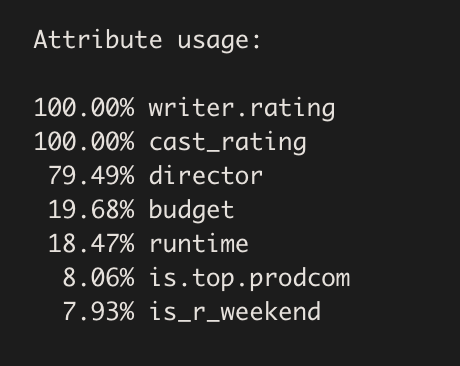 Attribute usage:
100.00% writer.rating
100.00% cast_rating
79.49% director
19.68% budget
18.47% runtime
8.06% is.top.prodcom
7.93% is_r_weekend